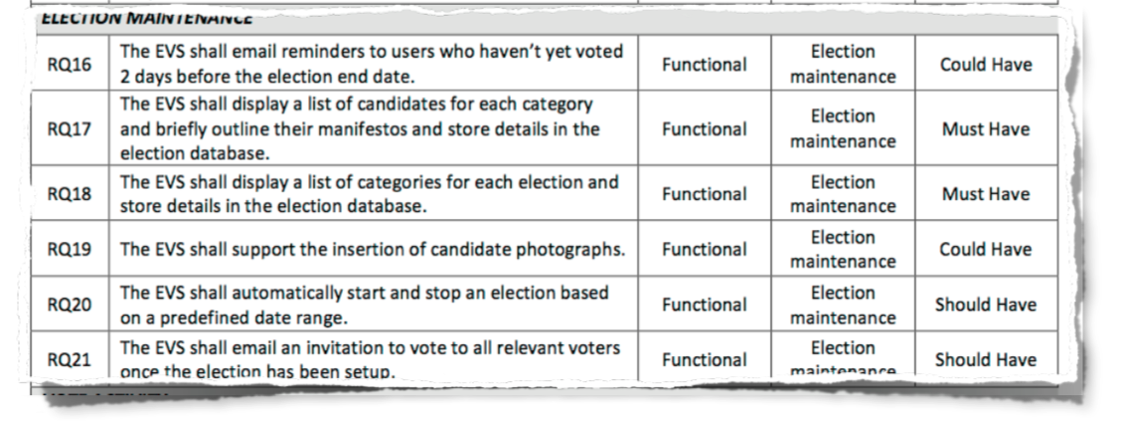 ELECTION MAINTENANCE
RQ16
The EVS shall email reminders to users who haven't yet voted
2 days before the election end date.
Functional
Election
maintenance
Could Have
RQ17
The EVS shall display a list of candidates for each category
and briefly outline their manifestos and store details in the
election database.
Functional
Election
maintenance
Must Have
RQ18
The EVS shall display a list of categories for each election and
store details in the election database.
Functional
Election
maintenance
Must Have
RQ19
The EVS shall support the insertion of candidate photographs.
Functional
Election
maintenance
Could Have
RQ20
The EVS shall automatically start and stop an election based
on a predefined date range.
Functional
Election
maintenance
Should Have
RQ21
The EVS shall email an invitation to vote to all relevant voters
once the election has been setup.
Functional
Election
maintenance
Should Have